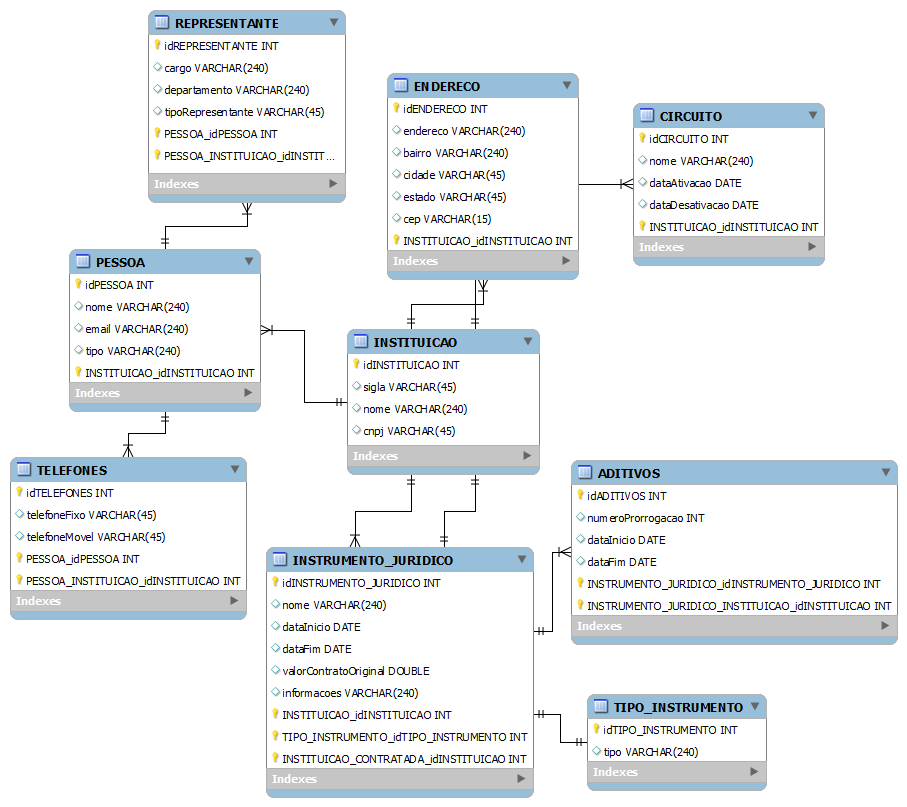 REPRESENTANTE
idREPRESENTANTE INT
cargo VARCHAR(240)
departamento VARCHAR(240)
tipoRepresentante VARCHAR(45)
PESSOA_idPESSOA INT
PESSOA_INSTITUICAO_idINSTIT...
Indexes
ENDERECO
idENDERECO INT
endereco VARCHAR(240)
bairro VARCHAR(240)
cidade VARCHAR(45)
estado VARCHAR(45)
cep VARCHAR(15)
INSTITUICAO_idINSTITUICAO INT
Indexes
CIRCUITO
idCIRCUITO INT
nome VARCHAR(240)
dataAtivacao DATE
dataDesativacao DATE
INSTITUICAO_idINSTITUICAO INT
Indexes
PESSOA
idPESSOA INT
nome VARCHAR(240)
email VARCHAR(240)
tipo VARCHAR(240)
INSTITUICAO_idINSTITUICAO INT
Indexes
INSTITUICAO
idINSTITUICAO INT
sigla VARCHAR(45)
nome VARCHAR(240)
cnpj VARCHAR(45)
Indexes
TELEFONES
idTELEFONES INT
telefoneFixo VARCHAR(45)
telefoneMovel VARCHAR(45)
PESSOA_idPESSOA INT
PESSOA_INSTITUICAO_idINSTITUICAO INT
Indexes
INSTRUMENTO_JURIDICO
idINSTRUMENTO_JURIDICO INT
nome VARCHAR(240)
dataInicio DATE
dataFim DATE
valorContratoOriginal DOUBLE
informacoes VARCHAR(240)
INSTITUICAO_idINSTITUICAO INT
TIPO_INSTRUMENTO_idTIPO_INSTRUMENTO INT
INSTITUICAO_CONTRATADA_idINSTITUICAO INT
Indexes
ADITIVOS
idADITIVOS INT
numeroProrrogacao INT
dataInicio DATE
dataFim DATE
INSTRUMENTO_JURIDICO_idINSTRUMENTO_JURIDICO INT
INSTRUMENTO_JURIDICO_INSTITUICAO_idINSTITUICAO INT
Indexes
TIPO_INSTRUMENTO
idTIPO_INSTRUMENTO INT
tipo VARCHAR(240)
Indexes